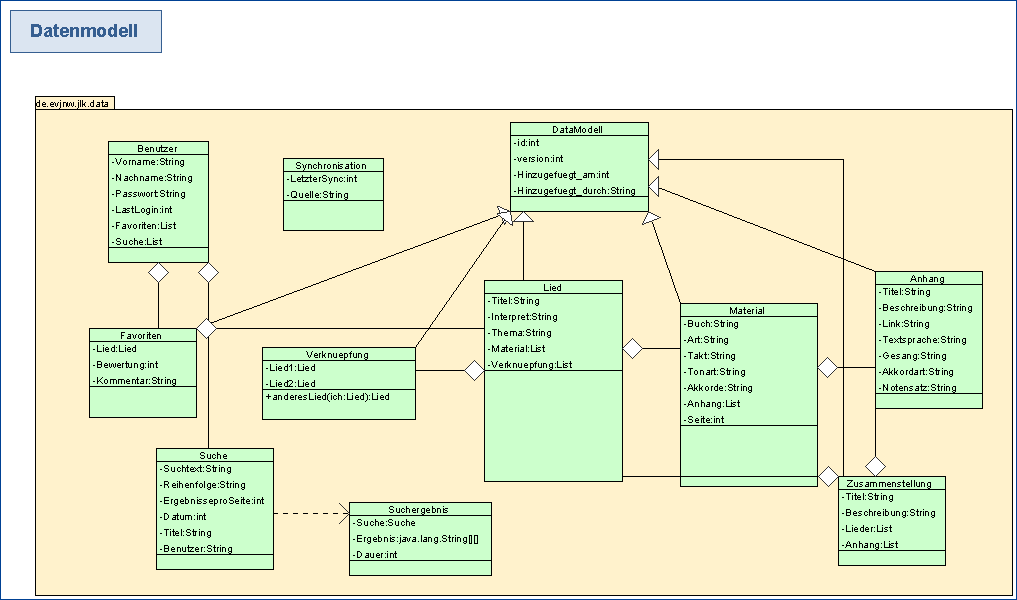 Datenmodell
de.evjnw.jlk.data
Benutzer
-Vorname:String
-Nachname:String
-Passwort:String
-LastLogin:int
-Favoriten:List
-Suche:List
Synchronisation
-LetzterSync:int
-Quelle:String
DataModell
-id:int
-version:int
-Hinzugefuegt_am:int
-Hinzugefuegt_durch:String
Favoriten
-Lied:Lied
-Bewertung:int
-Kommentar:String
Verknuepfung
-Lied1:Lied
-Lied2:Lied
+anderesLied(ich:Lied):Lied
Lied
-Titel:String
-Interpret:String
-Thema:String
-Material:List
-Verknuepfung:List
Material
-Buch:String
-Art:String
-Takt:String
-Tonart:String
-Akkorde:String
-Anhang:List
-Seite:int
Anhang
-Titel:String
-Beschreibung:String
-Link:String
-Textsprache:String
-Gesang:String
-Akkordart:String
-Notensatz:String
Suche
-Suchtext:String
-Reihenfolge:String
-ErgebnisseproSeite:int
-Datum:int
-Titel:String
-Benutzer:String
Suchergebnis
-Suche:Suche
-Ergebnis:java.lang.String[][]
-Dauer:int
Zusammenstellung
-Titel:String
-Beschreibung:String
-Lieder:List
-Anhang:List